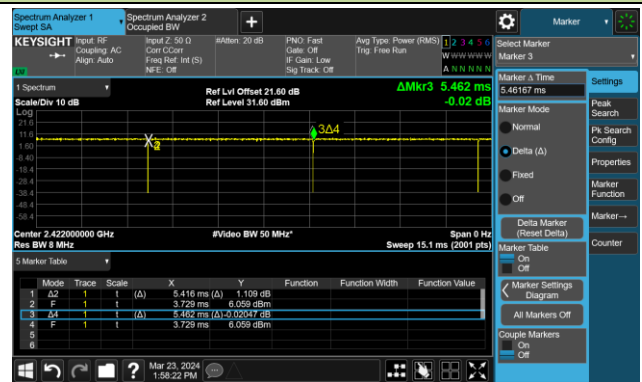 Spectrum Analyzer 1
Swept SA
Spectrum Analyzer 2
Occupied BW
Marker
KEYSIGHT
Input: RF
Coupling: AC
Align: Auto
Input Z: 50 Ω
Corr CCorr
Freq Ref: Int (S)
NFE: Off
#Atten: 20 dB
PNO: Fast
Gate: Off
IF Gain: Low
Sig Track: Off
Avg Type: Power (RMS)
Trig: Free Run
1 2 3 4 5 6
W W W W W W
A N N N N N
Select Marker
Marker 3
Marker Δ Time
5.46167 ms
Settings
1 Spectrum
Scale/Div 10 dB
Ref Lvl Offset 21.60 dB
Ref Level 31.60 dBm
ΔMkr3 5.462 ms
-0.02 dB
Log
21.6
11.6
1.60
-8.40
-18.4
-28.4
-38.4
-48.4
-58.4
3Δ4
Center 2.422000000 GHz
Res BW 8 MHz
#Video BW 50 MHz*
Span 0 Hz
Sweep 15.1 ms (2001 pts)
Marker Mode
Normal
Delta (Δ)
Fixed
Off
Delta Marker
(Reset Delta)
Marker Table
On
Off
Marker Settings
Diagram
All Markers Off
Couple Markers
On
Off
Peak
Search
Pk Search
Config
Properties
Marker
Function
Marker→
Counter
5 Marker Table
Mode Trace Scale X Y Function Function Width Function Value
1 Δ2 1 t (Δ) 5.416 ms (Δ) 1.109 dB
2 F 1 t 3.729 ms 6.059 dBm
3 Δ4 1 t (Δ) 5.462 ms (Δ) -0.02047 dB
4 F 1 t 3.729 ms 6.059 dBm
5
6
Mar 23, 2024
1:58:22 PM